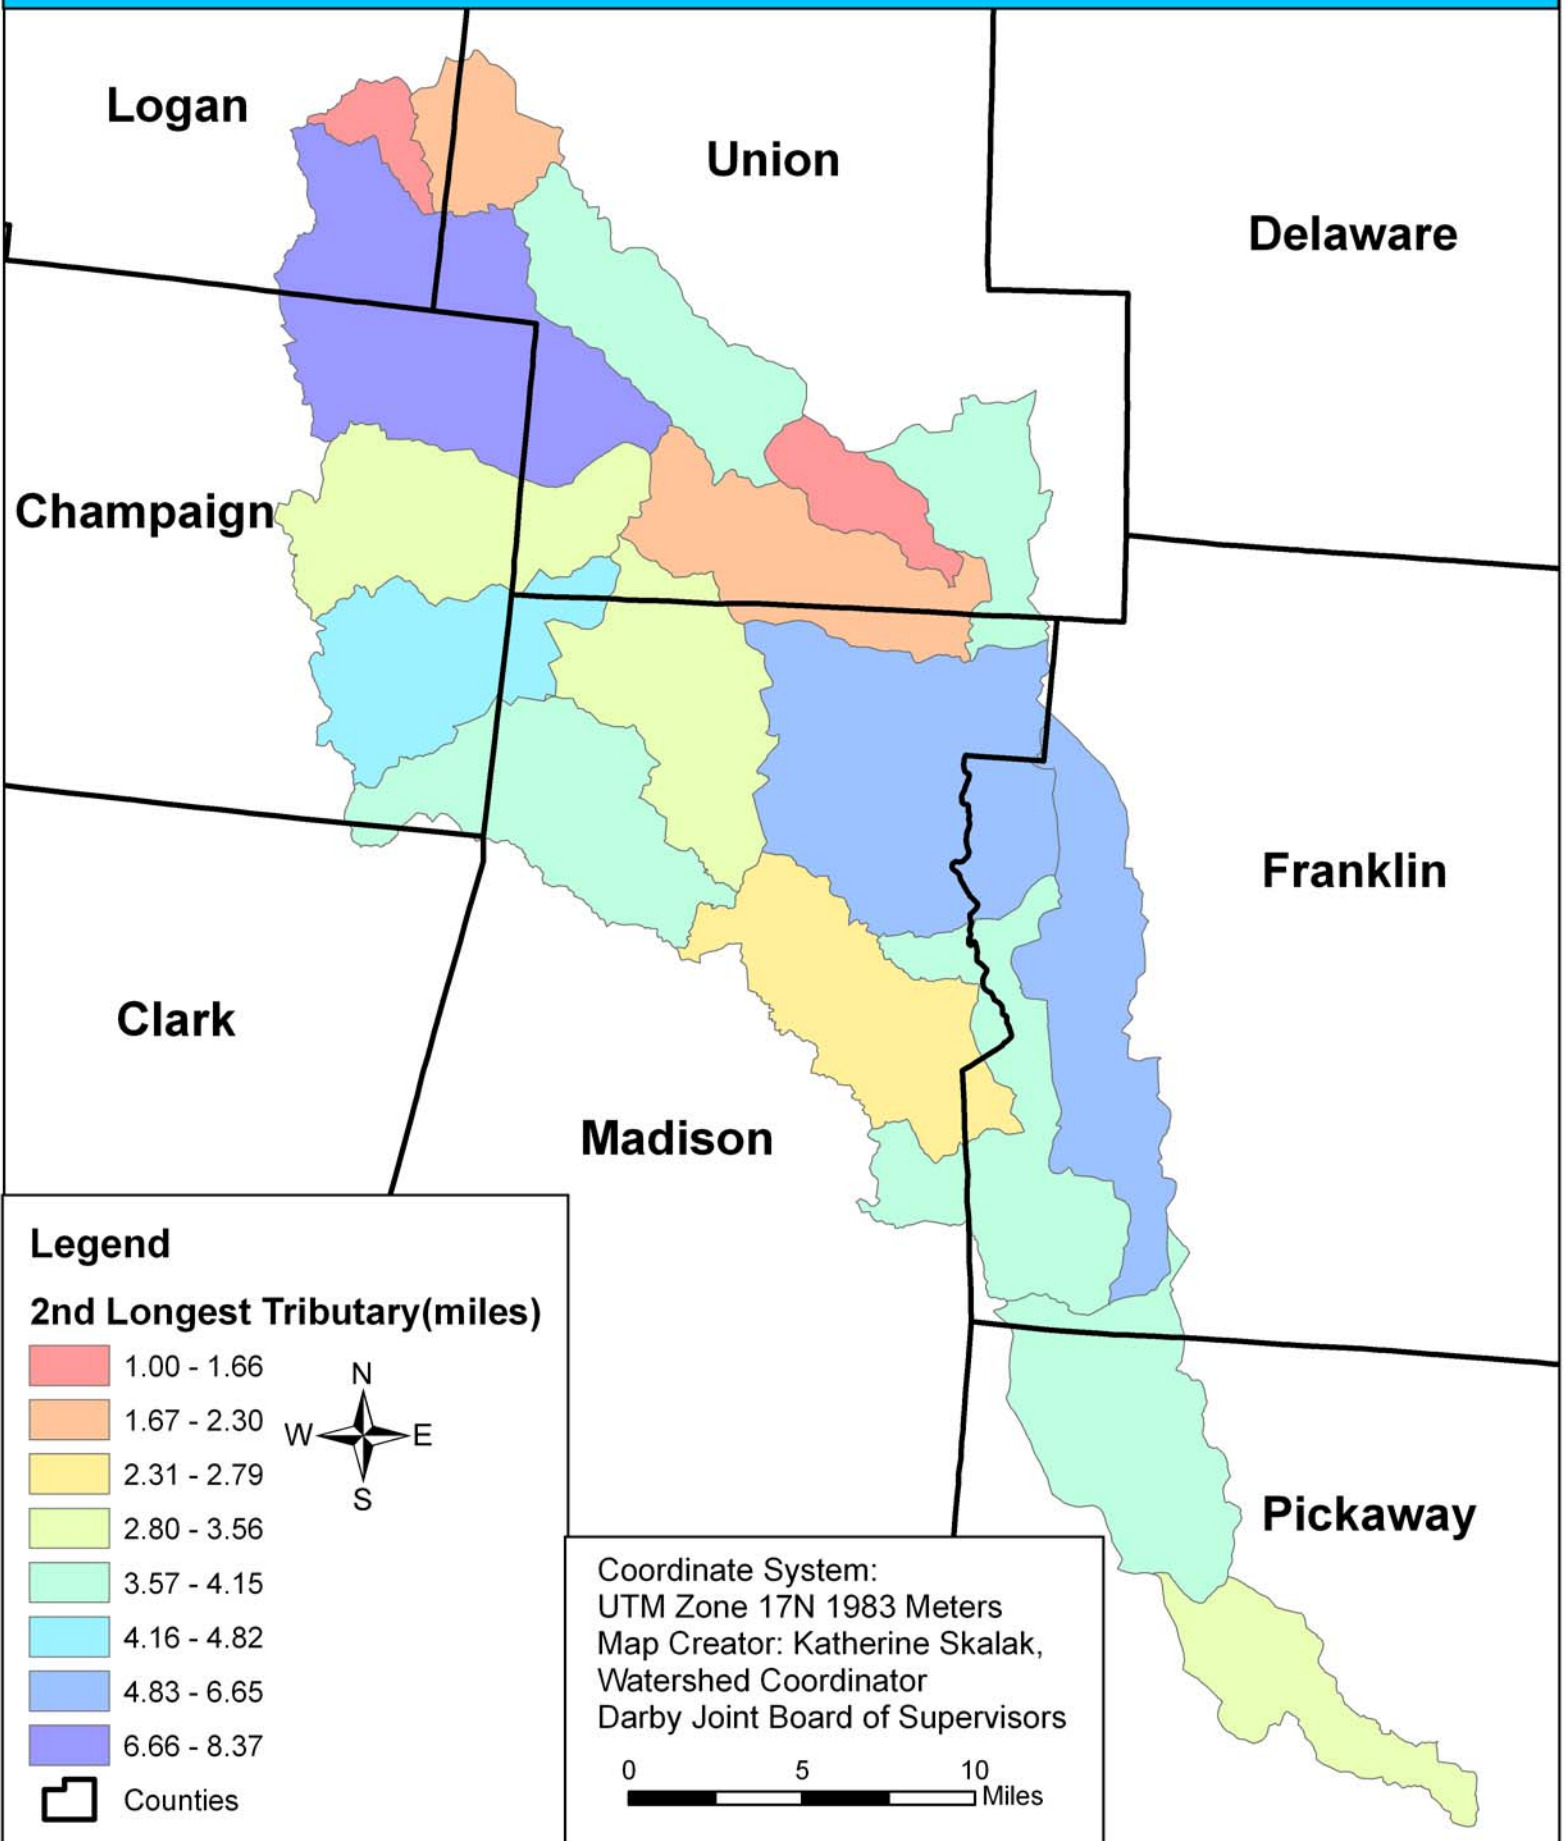 Logan
Union
Delaware
Champaign
Franklin
Clark
Madison
Pickaway
Legend
2nd Longest Tributary(miles)
1.00 - 1.66
1.67 - 2.30
2.31 - 2.79
2.80 - 3.56
3.57 - 4.15
4.16 - 4.82
4.83 - 6.65
6.66 - 8.37
Counties
N
W E
S
Coordinate System:
UTM Zone 17N 1983 Meters
Map Creator: Katherine Skalak,
Watershed Coordinator
Darby Joint Board of Supervisors
0 5 10
Miles